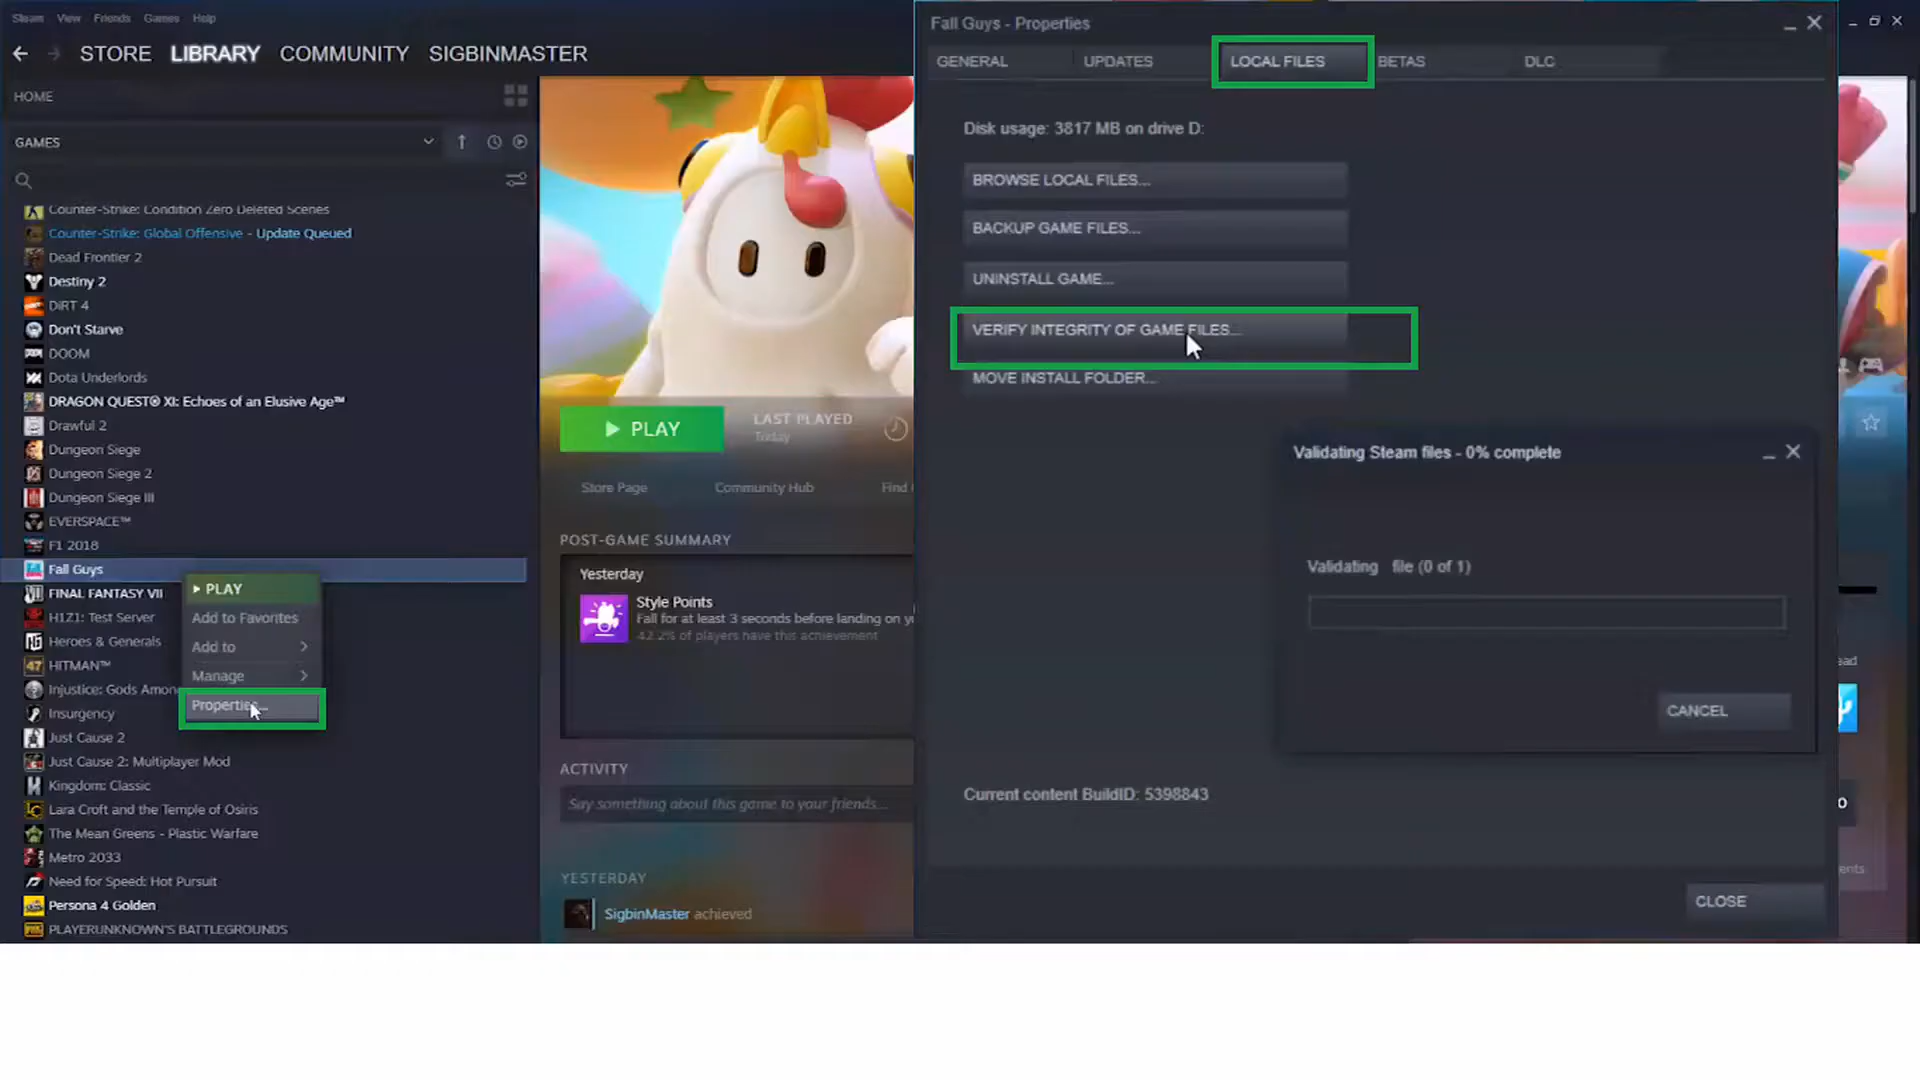 Steam View Friends Games Help
STORE LIBRARY COMMUNITY SIGBINMASTER
HOME
GAMES
Counter-Strike: Condition Zero Deleted Scenes
Counter-Strike: Global Offensive - Update Queued
Dead Frontier 2
Destiny 2
DiRT 4
Don't Starve
DOOM
Dota Underlords
DRAGON QUEST® XI: Echoes of an Elusive Age™
Drawful 2
Dungeon Siege
Dungeon Siege 2
Dungeon Siege III
EVERSPACE™
F1 2018
Fall Guys
FINAL FANTASY VII
H1Z1: Test Server
Heroes & Generals
HITMAN™
Injustice: Gods Amon
Insurgency
Just Cause 2
Just Cause 2: Multiplayer Mod
Kingdom: Classic
Lara Croft and the Temple of Osiris
The Mean Greens - Plastic Warfare
Metro 2033
Need for Speed: Hot Pursuit
Persona 4 Golden
PLAYERUNKNOWN'S BATTLEGROUNDS
PLAY
Add to Favorites
Add to
Manage
Properties...
PLAY
LAST PLAYED
Today
Store Page Community Hub Find
POST-GAME SUMMARY
Yesterday
Style Points
Fall for at least 3 seconds before landing on y
42.2% of players have this achievement
ACTIVITY
Say something about this game to your friends...
YESTERDAY
SigbinMaster achieved
Fall Guys - Properties
GENERAL UPDATES LOCAL FILES BETAS DLC
Disk usage: 3817 MB on drive D:
BROWSE LOCAL FILES...
BACKUP GAME FILES...
UNINSTALL GAME...
VERIFY INTEGRITY OF GAME FILES...
MOVE INSTALL FOLDER...
Validating Steam files - 0% complete
Validating file (0 of 1)
CANCEL
Current content BuildID: 5398843
CLOSE